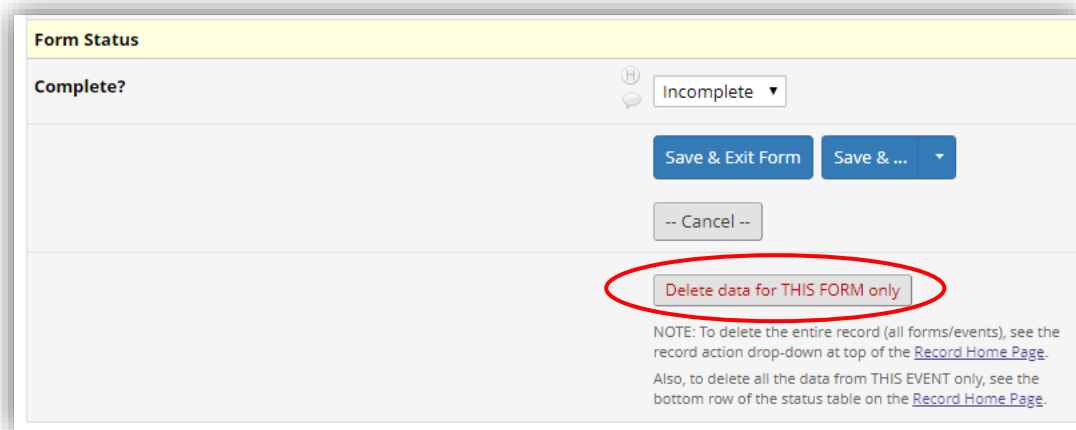 Form Status
Complete?
H
Incomplete
Save & Exit Form
Save & ...
-- Cancel --
Delete data for THIS FORM only
NOTE: To delete the entire record (all forms/events), see the
record action drop-down at top of the Record Home Page.
Also, to delete all the data from THIS EVENT only, see the
bottom row of the status table on the Record Home Page.